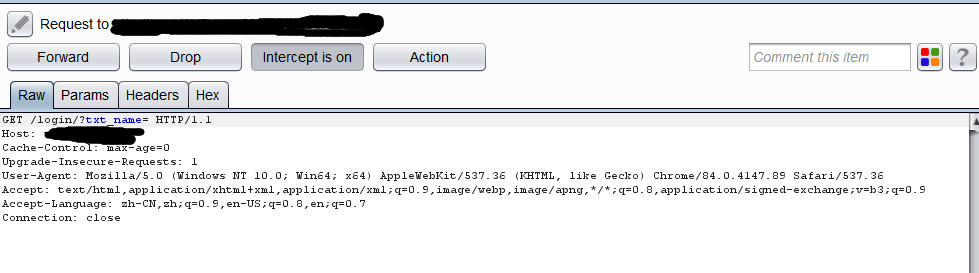 Request to
Forward Drop Intercept is on Action Comment this item ?
Raw Params Headers Hex
GET /login/?txt_name= HTTP/1.1
Host:
Cache-Control: max-age=0
Upgrade-Insecure-Requests: 1
User-Agent: Mozilla/5.0 (Windows NT 10.0; Win64; x64) AppleWebKit/537.36 (KHTML, like Gecko) Chrome/84.0.4147.89 Safari/537.36
Accept: text/html,application/xhtml+xml,application/xml;q=0.9,image/webp,image/apng,*/*;q=0.8,application/signed-exchange;v=b3;q=0.9
Accept-Language: zh-CN,zh;q=0.9,en-US;q=0.8,en;q=0.7
Connection: close